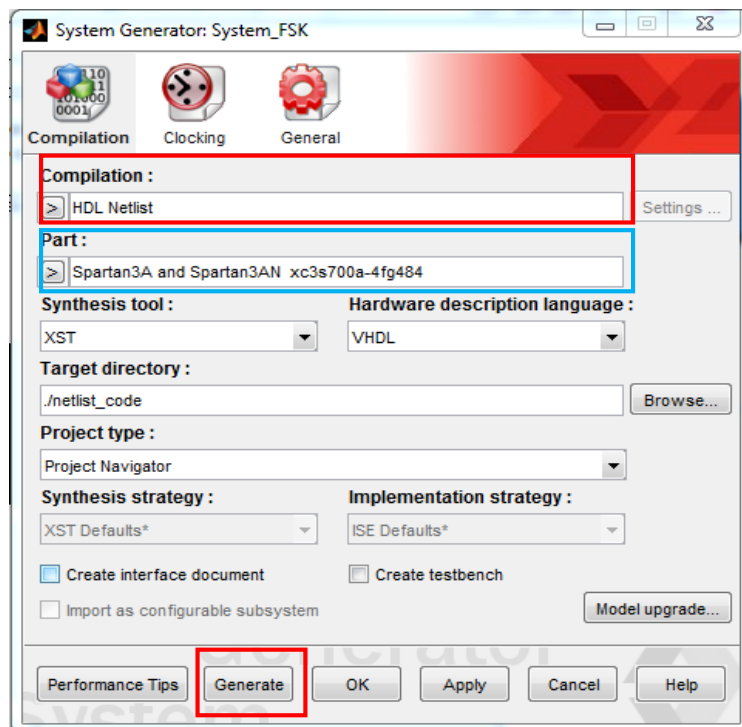 System Generator: System_FSK
Compilation Clocking General
Compilation :
> HDL Netlist Settings ...
Part :
> Spartan3A and Spartan3AN xc3s700a-4fg484
Synthesis tool : Hardware description language :
XST VHDL
Target directory :
./netlist_code Browse...
Project type :
Project Navigator
Synthesis strategy : Implementation strategy :
XST Defaults* ISE Defaults*
Create interface document Create testbench
Import as configurable subsystem Model upgrade...
Performance Tips Generate OK Apply Cancel Help